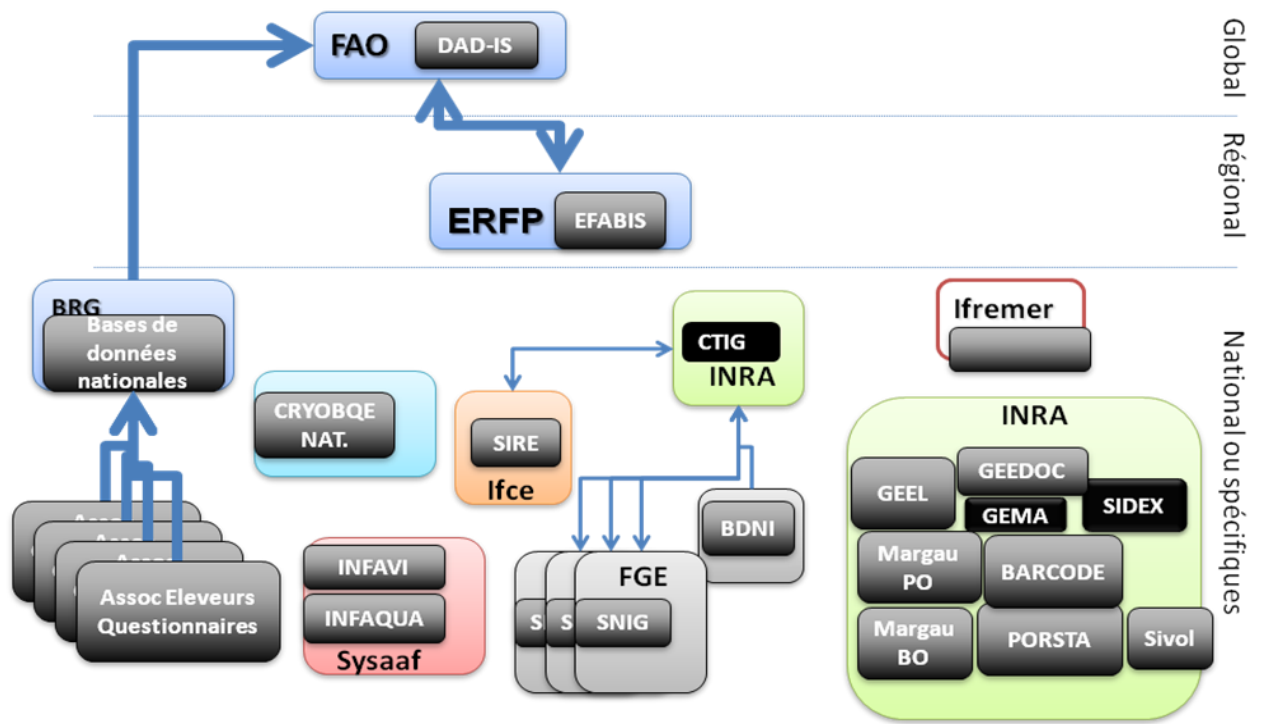 Global
FAO
DAD-IS
Régional
ERFP
EFABIS
National ou spécifiques
BRG
Bases de
données
nationales
CTIG
INRA
Ifremer
CRYOBQE
NAT.
SIRE
Ifce
INRA
GEEL
GEEDOC
GEMA
SIDEX
BDNI
Margau
PO
BARCODE
Assoc Eleveurs
Questionnaires
INFAVI
INFAQUA
Sysaaf
FGE
S
S
SNIG
Margau
BO
PORSTA
Sivol